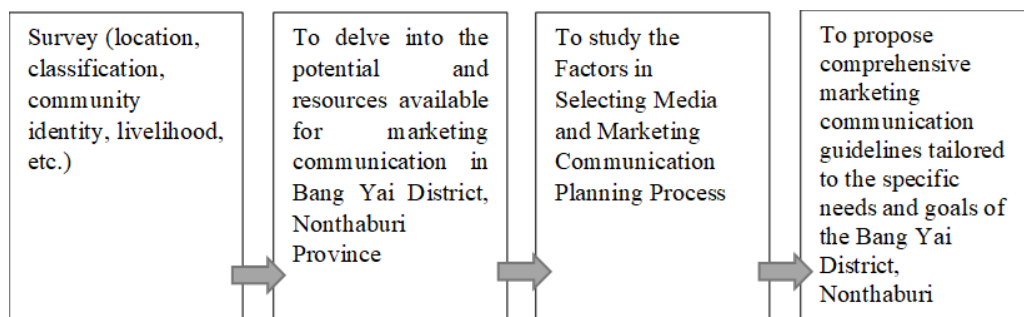 Survey (location,
classification,
community
identity, livelihood,
etc.)
To delve into the
potential and
resources available
for marketing
communication in
Bang Yai District,
Nonthaburi
Province
To study the
Factors in
Selecting Media
and Marketing
Communication
Planning Process
To propose
comprehensive
marketing
communication
guidelines tailored
to the specific
needs and goals of
the Bang Yai
District,
Nonthaburi